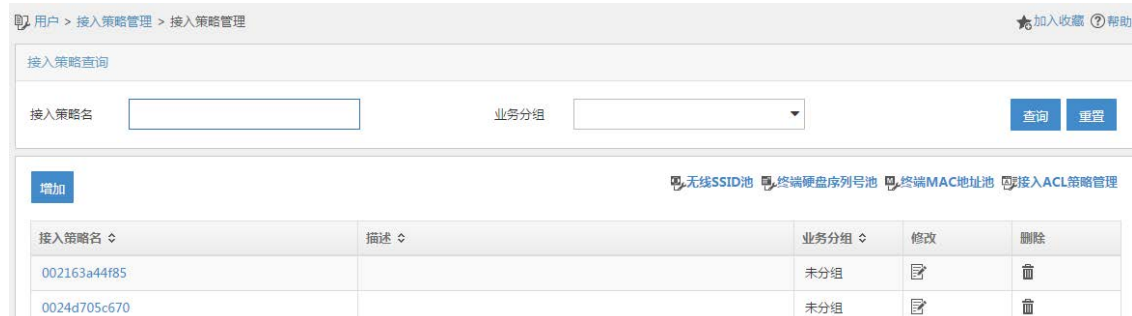 用户 > 接入策略管理 > 接入策略管理 加入收藏 帮助
接入策略查询
接入策略名 业务分组 查询 重置
增加 无线SSID池 终端硬盘序列号池 终端MAC地址池 接入ACL策略管理
接入策略名 描述 业务分组 修改 删除
002163a44f85 未分组
0024d705c670 未分组